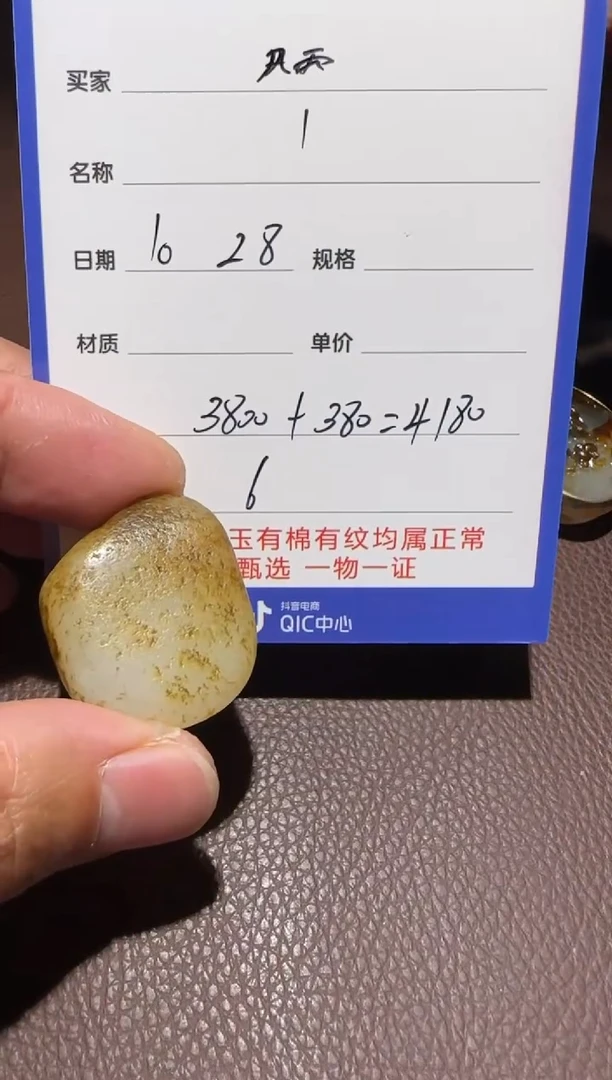 买家
1
名称
日期 10 28 规格
材质 单价
3800+380=4180
6
玉有棉有纹均属正常
甄选 一物一证
抖音电商
QIC中心